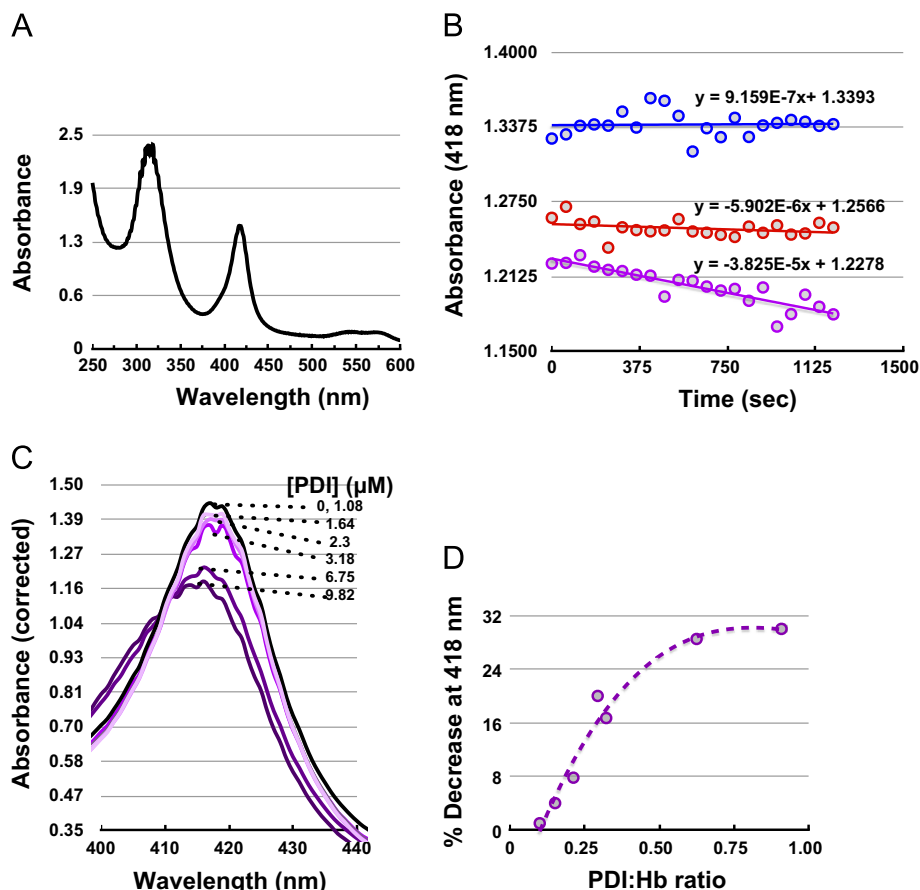 A
2.5
1.9
1.3
0.6
0
Absorbance
250 300 350 400 450 500 550 600
Wavelength (nm)
B
1.4000
1.3375
1.2750
1.2125
1.1500
Absorbance (418 nm)
y = 9.159E-7x+ 1.3393
y = -5.902E-6x + 1.2566
y = -3.825E-5x + 1.2278
0 375 750 1125 1500
Time (sec)
C
1.50
1.39
1.27
1.16
1.04
0.93
0.81
0.70
0.58
0.47
0.35
Absorbance (corrected)
[PDI] (µM)
0, 1.08
1.64
2.3
3.18
6.75
9.82
400 410 420 430 440
Wavelength (nm)
D
32
24
16
8
0
% Decrease at 418 nm
0 0.25 0.50 0.75 1.00
PDI:Hb ratio